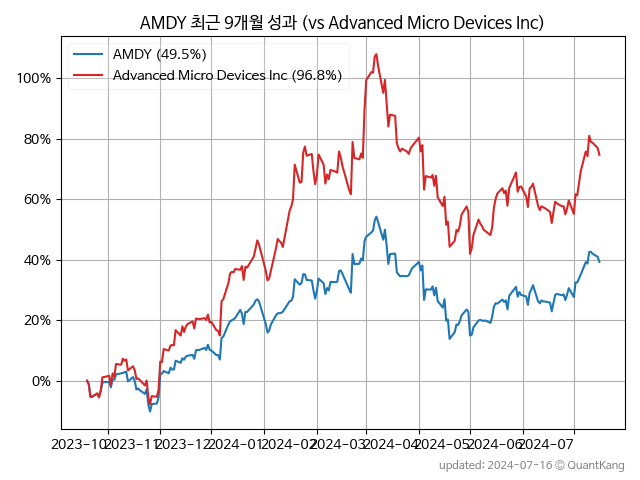 AMDY 최근 9개월 성과 (vs Advanced Micro Devices Inc)
AMDY (49.5%)
Advanced Micro Devices Inc (96.8%)
100%
80%
60%
40%
20%
0%
2023-10 2023-11 2023-12 2024-01 2024-02 2024-03 2024-04 2024-05 2024-06 2024-07
updated: 2024-07-16 © QuantKang